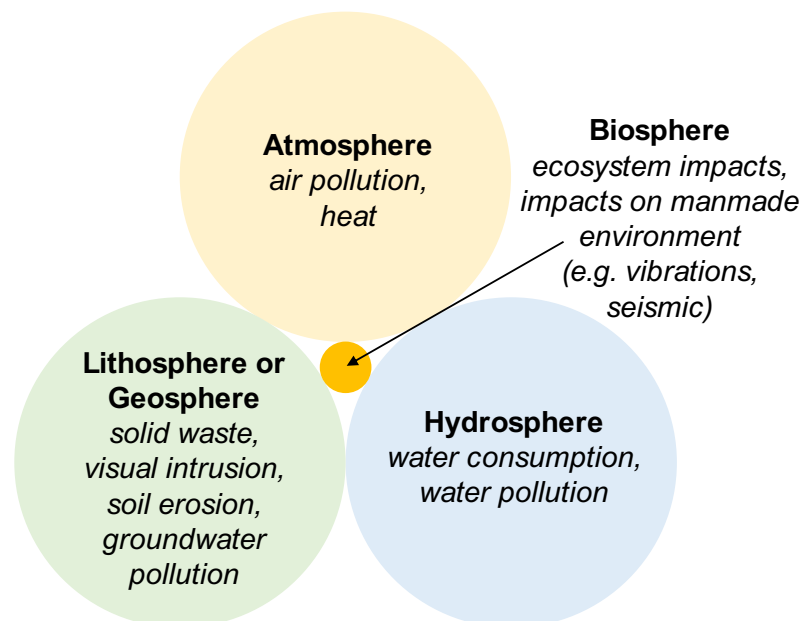 Atmosphere
air pollution,
heat
Biosphere
ecosystem impacts,
impacts on manmade
environment
(e.g. vibrations,
seismic)
Lithosphere or
Geosphere
solid waste,
visual intrusion,
soil erosion,
groundwater
pollution
Hydrosphere
water consumption,
water pollution